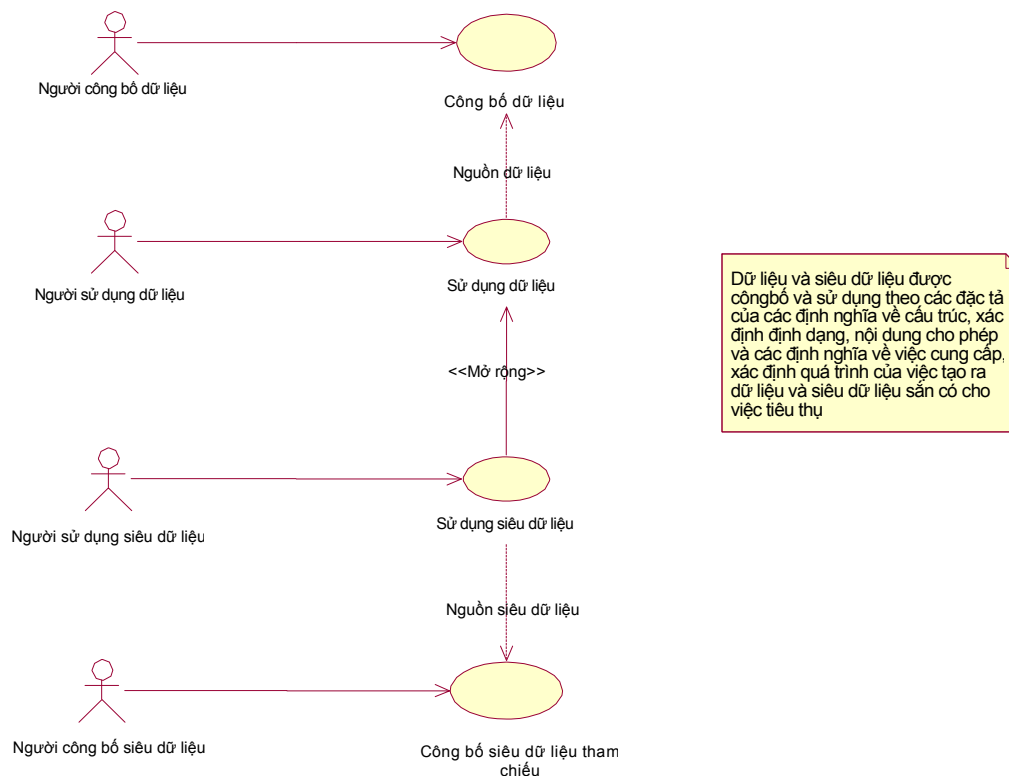 Người công bố dữ liệu
Công bố dữ liệu
Nguồn dữ liệu
Người sử dụng dữ liệu
Sử dụng dữ liệu
<<Mở rộng>>
Người sử dụng siêu dữ liệu
Sử dụng siêu dữ liệu
Nguồn siêu dữ liệu
Người công bố siêu dữ liệu
Công bố siêu dữ liệu tham
chiếu
Dữ liệu và siêu dữ liệu được
côngbố và sử dụng theo các đặc tả
của các định nghĩa về cấu trúc, xác
định định dạng, nội dung cho phép
và các định nghĩa về việc cung cấp,
xác định quá trình của việc tạo ra
dữ liệu và siêu dữ liệu sẵn có cho
việc tiêu thụ